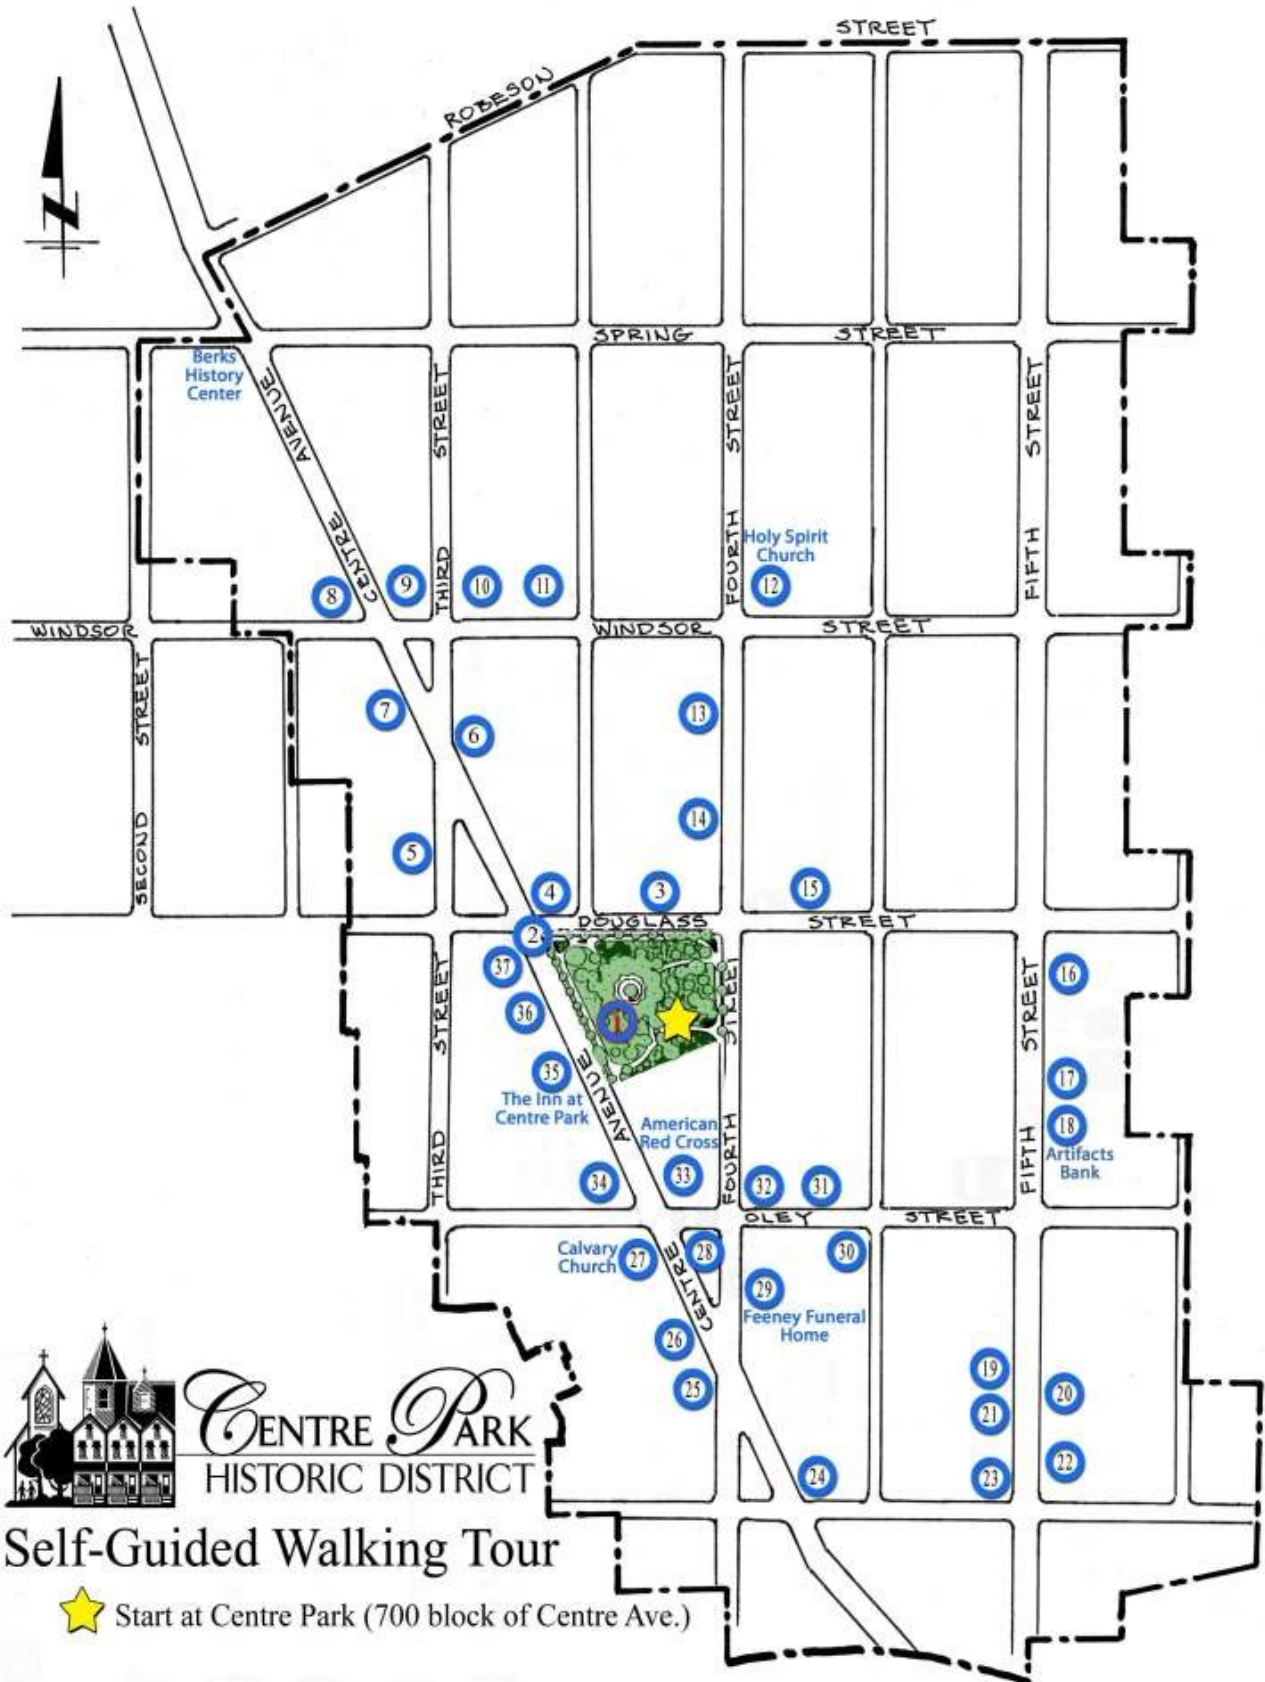 STREET
ROBESON
SPRING STREET
Berks
History
Center
CENTRE AVENUE
THIRD STREET
FOURTH STREET
FIFTH STREET
Holy Spirit
Church
8
9
10
11
12
WINDSOR
WINDSOR STREET
SECOND STREET
7
6
13
14
5
4
3
15
DOUGLASS STREET
2
37
36
35
1
16
The Inn at
Centre Park
THIRD STREET
CENTRE AVENUE
FOURTH STREET
FIFTH STREET
American
Red Cross
17
18
Artifacts
Bank
34
33
32
31
OLEY STREET
Calvary
Church
27
28
30
29
Feeney Funeral
Home
26
25
19
20
21
22
23
24
CENTRE PARK
HISTORIC DISTRICT
Self-Guided Walking Tour
Start at Centre Park (700 block of Centre Ave.)
N